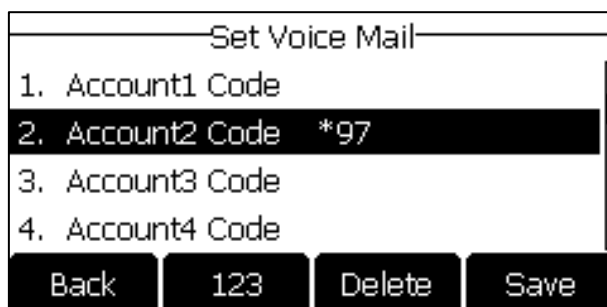 Set Voice Mail
1. Account1 Code
2. Account2 Code *97
3. Account3 Code
4. Account4 Code
Back 123 Delete Save